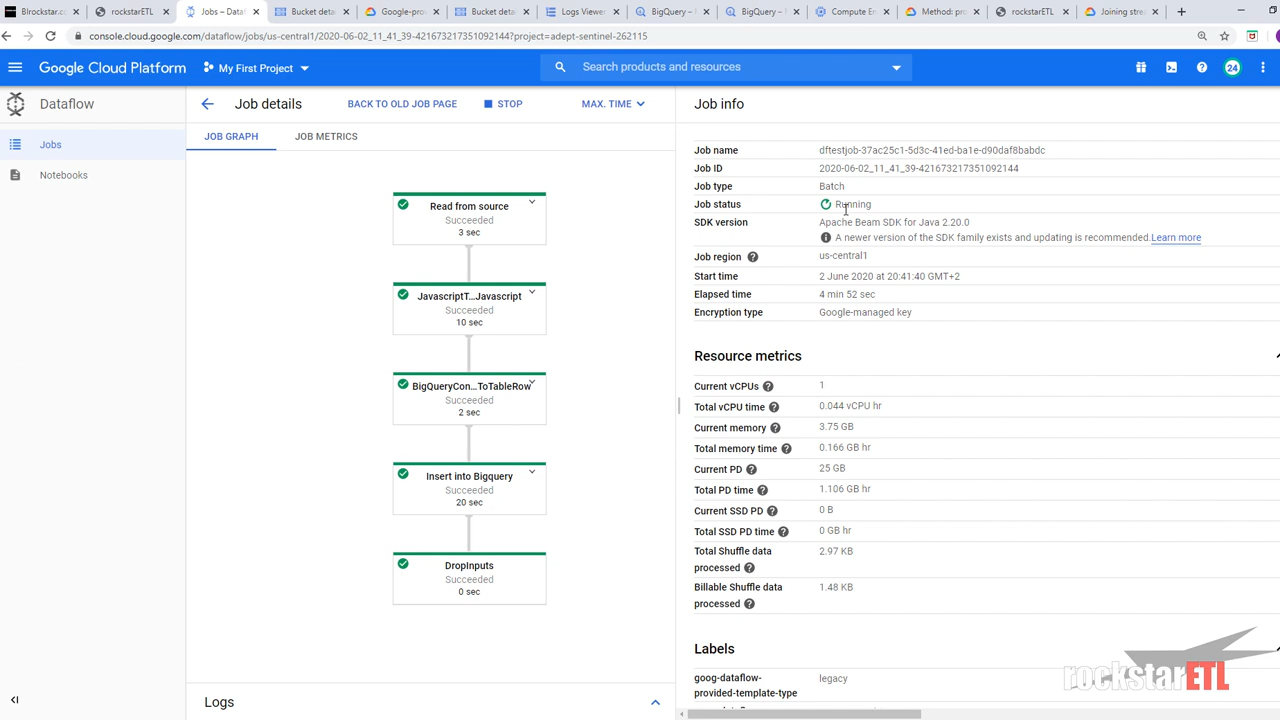 BIrockstar.co
rockstarETL
Jobs – Dataf
Bucket detai
Google-pro
Bucket detai
Logs Viewer
BigQuery –
BigQuery –
Compute En
Method: pro
rockstarETL
Joining stre
console.cloud.google.com/dataflow/jobs/us-central1/2020-06-02_11_41_39-421673217351092144?project=adept-sentinel-262115
Google Cloud Platform
My First Project
Search products and resources
24
Dataflow
Jobs
Notebooks
Job details
BACK TO OLD JOB PAGE
STOP
MAX. TIME
JOB GRAPH
JOB METRICS
Read from source
Succeeded
3 sec
JavascriptT...Javascript
Succeeded
10 sec
BigQueryCon...ToTableRow
Succeeded
2 sec
Insert into Bigquery
Succeeded
20 sec
DropInputs
Succeeded
0 sec
Logs
Job info
Job name dftestjob-37ac25c1-5d3c-41ed-ba1e-d90daf8babdc
Job ID 2020-06-02_11_41_39-421673217351092144
Job type Batch
Job status Running
SDK version Apache Beam SDK for Java 2.20.0
A newer version of the SDK family exists and updating is recommended. Learn more
Job region us-central1
Start time 2 June 2020 at 20:41:40 GMT+2
Elapsed time 4 min 52 sec
Encryption type Google-managed key
Resource metrics
Current vCPUs 1
Total vCPU time 0.044 vCPU hr
Current memory 3.75 GB
Total memory time 0.166 GB hr
Current PD 25 GB
Total PD time 1.106 GB hr
Current SSD PD 0 B
Total SSD PD time 0 GB hr
Total Shuffle data 2.97 KB
processed
Billable Shuffle data 1.48 KB
processed
Labels
goog-dataflow- legacy
provided-template-type
rockstarETL